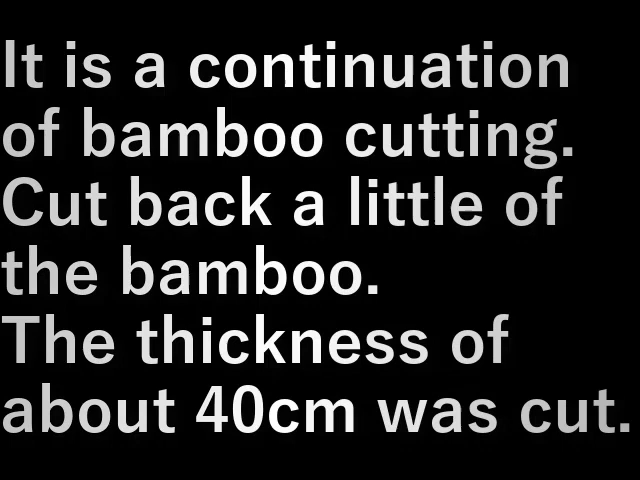 It is a continuation
of bamboo cutting.
Cut back a little of
the bamboo.
The thickness of
about 40cm was cut.